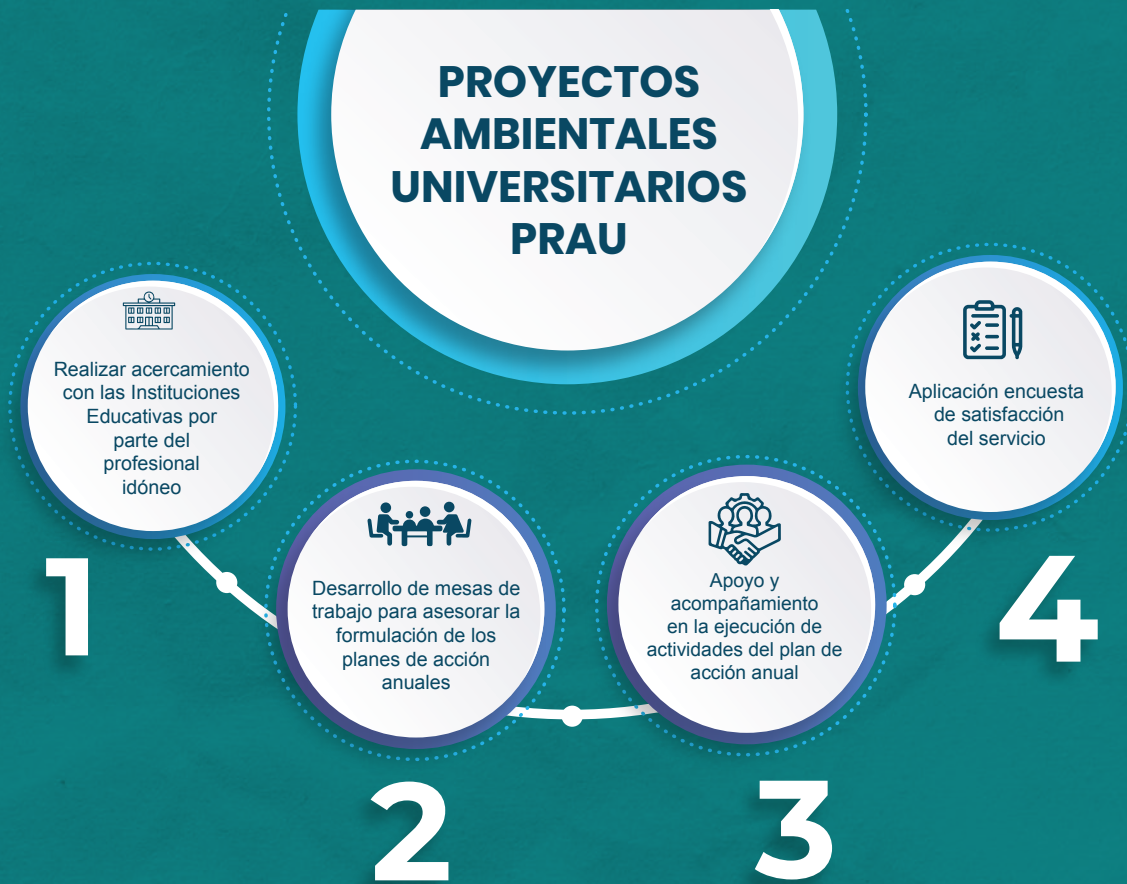 PROYECTOS
AMBIENTALES
UNIVERSITARIOS
PRAU
Realizar acercamiento
con las Instituciones
Educativas por
parte del
profesional
idóneo
1
Desarrollo de mesas de
trabajo para asesorar la
formulación de los
planes de acción
anuales
2
Apoyo y
acompañamiento
en la ejecución de
actividades del plan de
acción anual
3
Aplicación encuesta
de satisfacción
del servicio
4